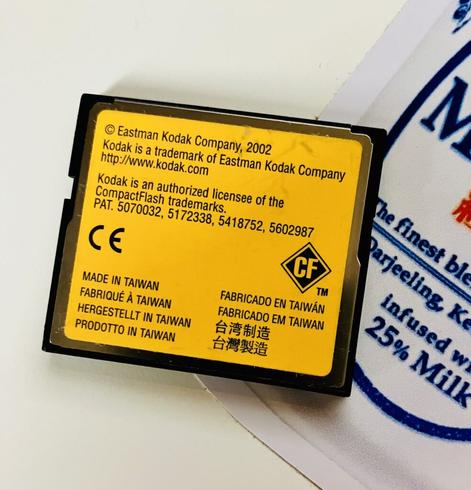 © Eastman Kodak Company, 2002
Kodak is a trademark of Eastman Kodak Company
http://www.kodak.com
Kodak is an authorized licensee of the
CompactFlash trademarks.
PAT. 5070032, 5172338, 5418752, 5602987
CE
CF
TM
MADE IN TAIWAN
FABRIQUÉ À TAIWAN
HERGESTELLT IN TAIWAN
PRODOTTO IN TAIWAN
FABRICADO EN TAIWÁN
FABRICADO EM TAIWAN
台湾制造
台灣製造
The finest
Darjeeling,
infused
25% Milk